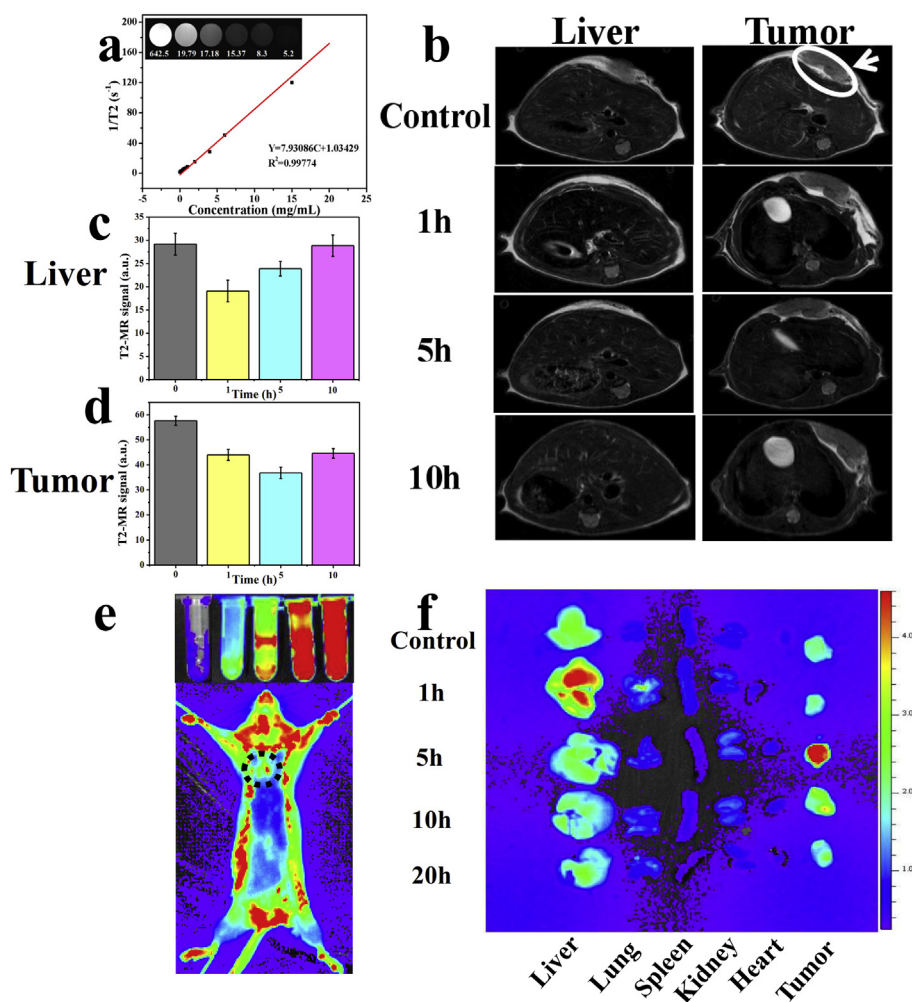 a
200
160
120
80
40
0
1/T2 (s⁻¹)
642.5 19.79 17.18 15.37 8.3 5.2
Y=7.93086C+1.03429
R²=0.99774
-5 0 5 10 15 20 25
Concentration (mg/mL)
b
Liver Tumor
Control
1h
5h
10h
c
Liver
35
30
25
20
15
10
5
0
T2-MR signal (a.u.)
0 1 5 10
Time (h)
d
Tumor
60
50
40
30
20
10
0
T2-MR signal (a.u.)
0 1 5 10
Time (h)
e
f
Control
1h
5h
10h
20h
4.0
3.0
2.0
1.0
Liver Lung Spleen Kidney Heart Tumor